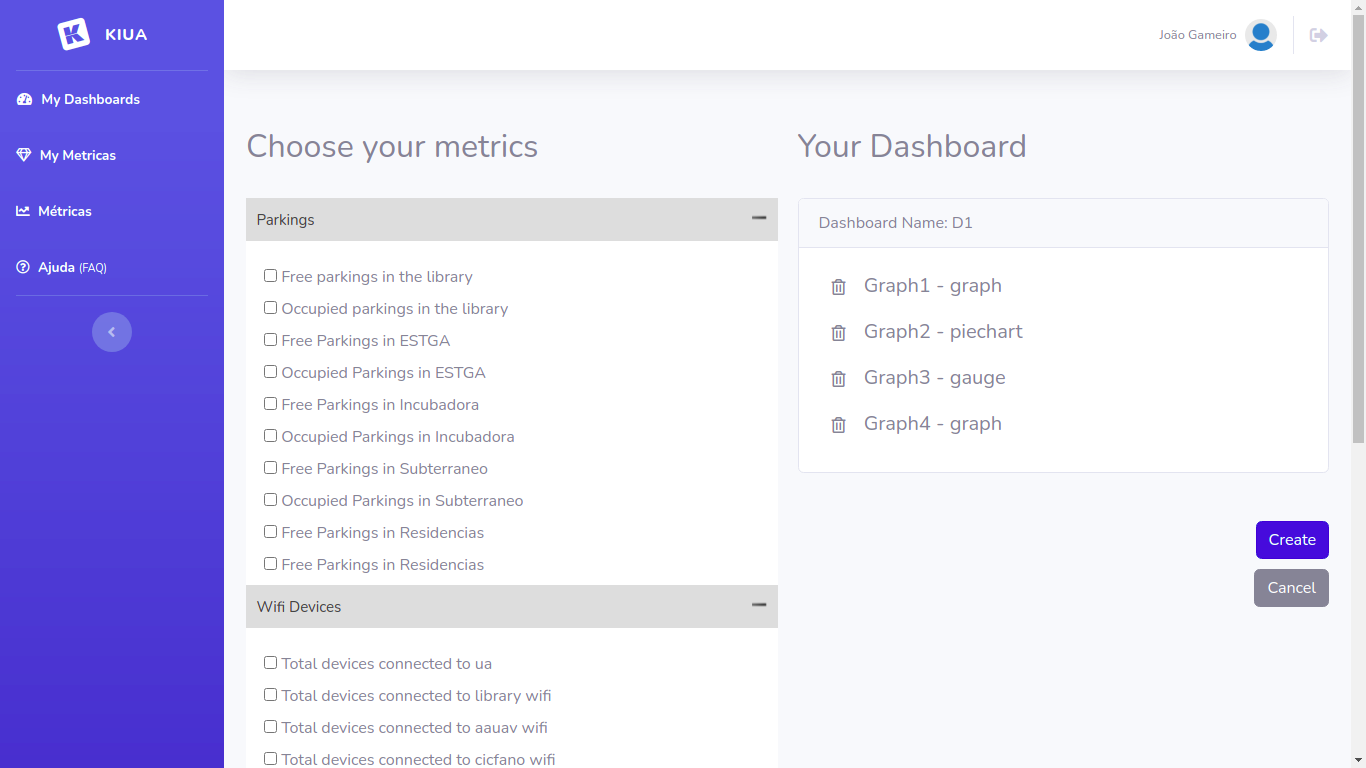 KIUA
João Gameiro
My Dashboards
My Metricas
Métricas
Ajuda (FAQ)
Choose your metrics
Parkings
Free parkings in the library
Occupied parkings in the library
Free Parkings in ESTGA
Occupied Parkings in ESTGA
Free Parkings in Incubadora
Occupied Parkings in Incubadora
Free Parkings in Subterraneo
Occupied Parkings in Subterraneo
Free Parkings in Residencias
Free Parkings in Residencias
Wifi Devices
Total devices connected to ua
Total devices connected to library wifi
Total devices connected to aauav wifi
Total devices connected to cicfano wifi
Your Dashboard
Dashboard Name: D1
Graph1 - graph
Graph2 - piechart
Graph3 - gauge
Graph4 - graph
Create
Cancel